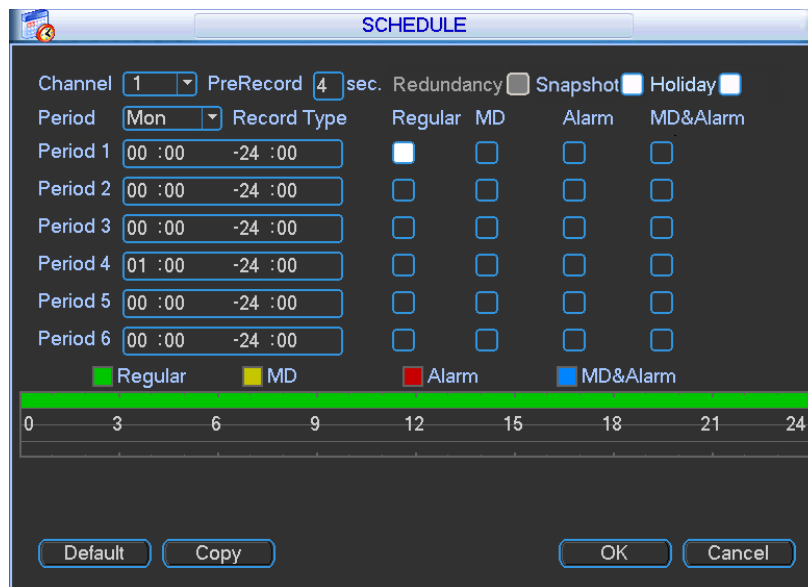 SCHEDULE
Channel 1 PreRecord 4 sec. Redundancy Snapshot Holiday
Period Mon Record Type Regular MD Alarm MD&Alarm
Period 1 00 :00 -24 :00
Period 2 00 :00 -24 :00
Period 3 00 :00 -24 :00
Period 4 01 :00 -24 :00
Period 5 00 :00 -24 :00
Period 6 00 :00 -24 :00
Regular MD Alarm MD&Alarm
0 3 6 9 12 15 18 21 24
Default Copy OK Cancel